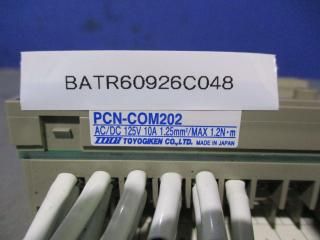 BATR60926C048
PCN-COM202
AC/DC 125V 10A 1.25mm²/MAX 1.2N·m
TOYOGIKEN CO.,LTD. MADE IN JAPAN